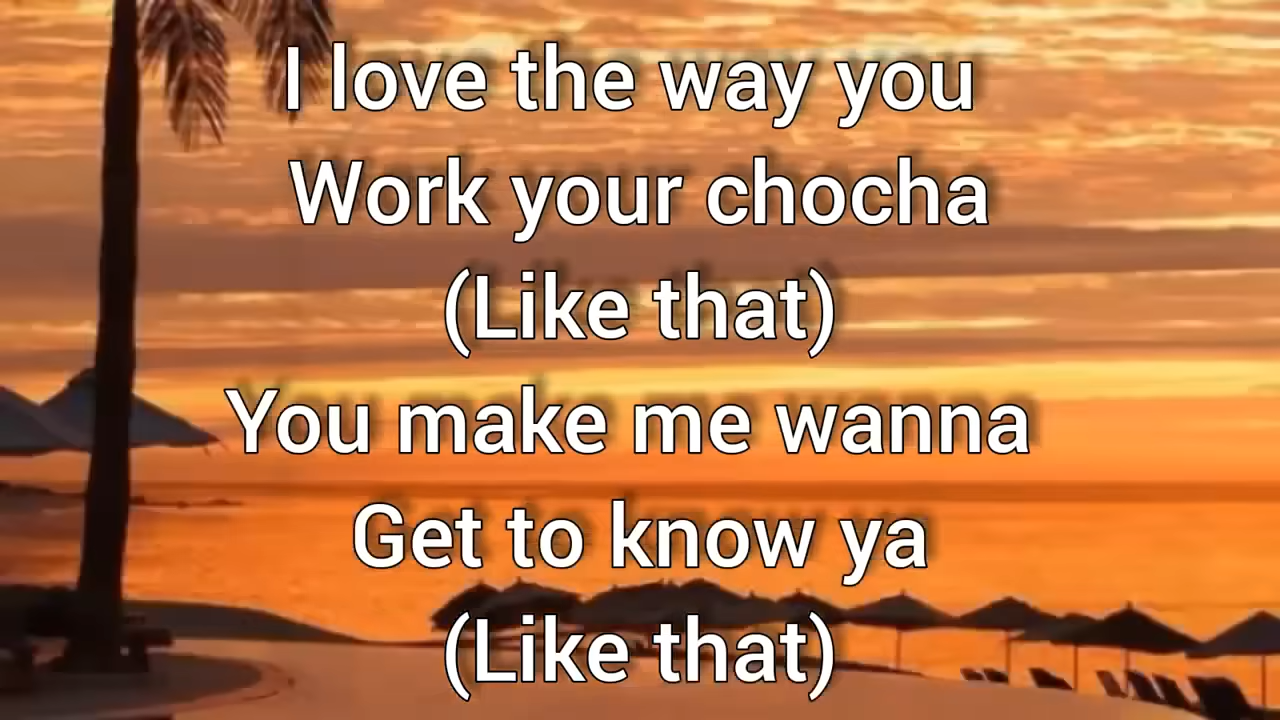 I love the way you
Work your chocha
(Like that)
You make me wanna
Get to know ya
(Like that)